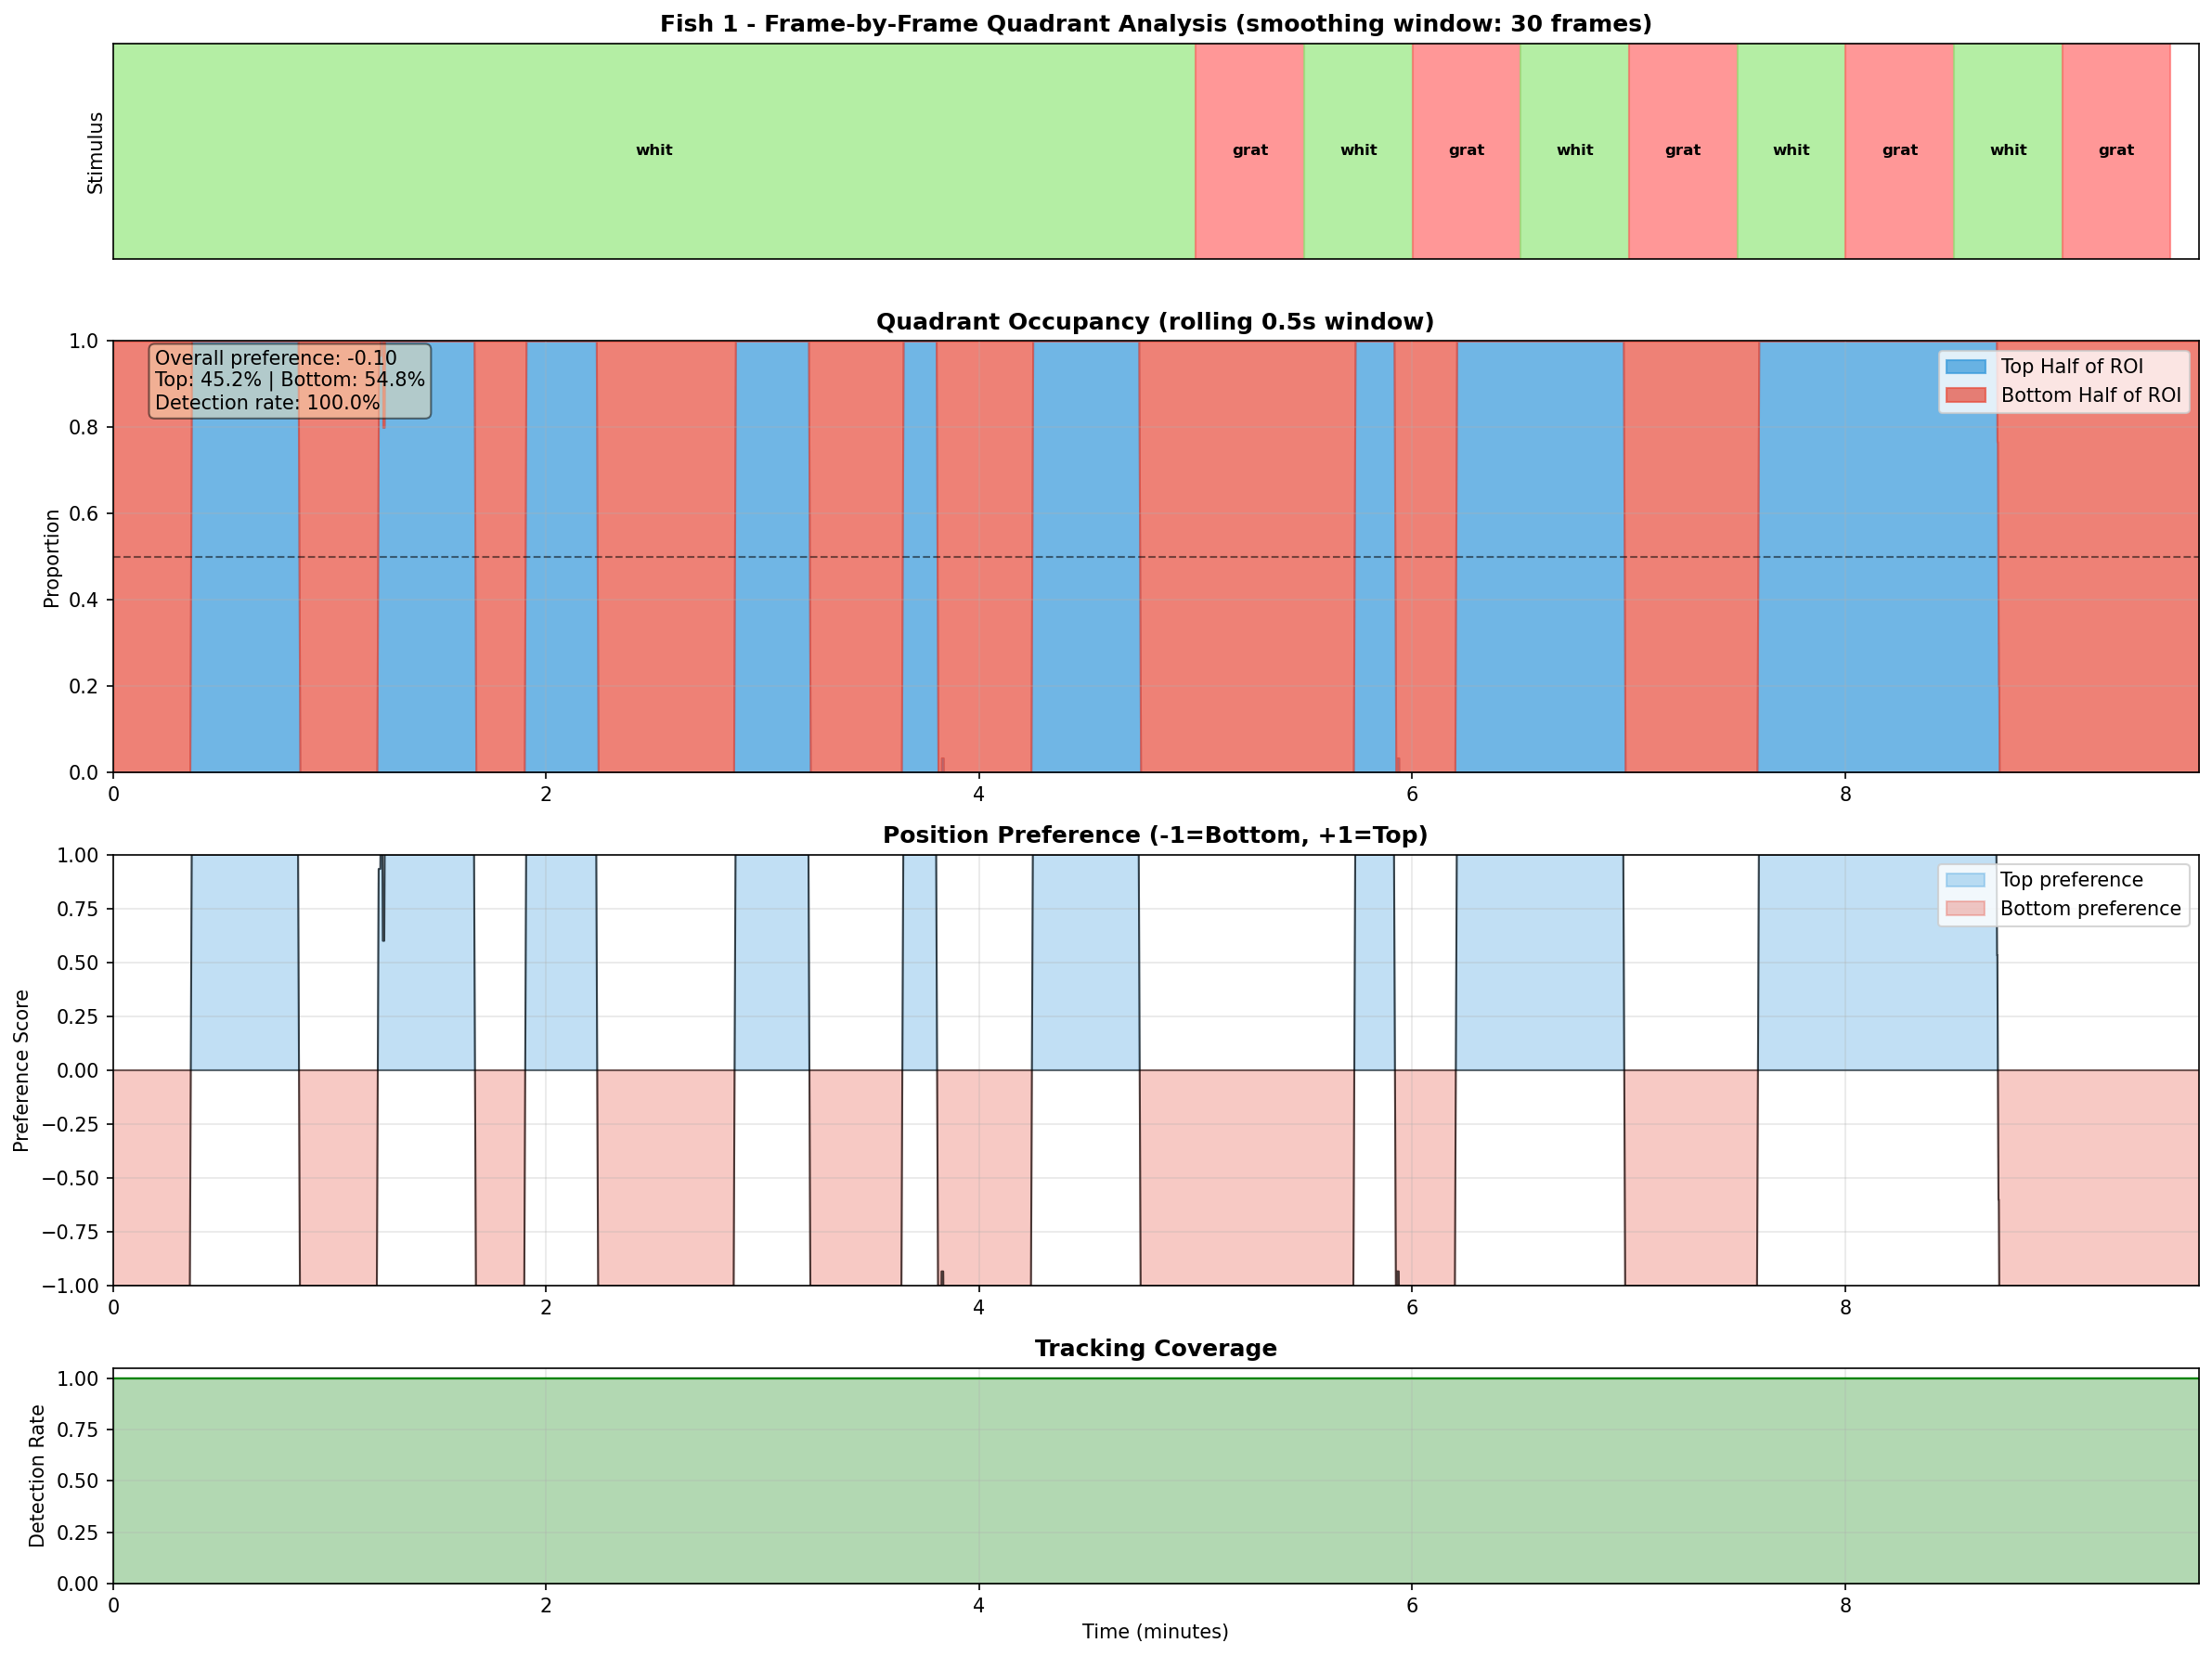 Fish 1 - Frame-by-Frame Quadrant Analysis (smoothing window: 30 frames)
Stimulus
whit
grat
whit
grat
whit
grat
whit
grat
whit
grat
Quadrant Occupancy (rolling 0.5s window)
Proportion
1.0
0.8
0.6
0.4
0.2
0.0
Overall preference: -0.10
Top: 45.2% | Bottom: 54.8%
Detection rate: 100.0%
Top Half of ROI
Bottom Half of ROI
0
2
4
6
8
Position Preference (-1=Bottom, +1=Top)
Preference Score
1.00
0.75
0.50
0.25
0.00
−0.25
−0.50
−0.75
−1.00
Top preference
Bottom preference
0
2
4
6
8
Tracking Coverage
Detection Rate
1.00
0.75
0.50
0.25
0.00
0
2
4
6
8
Time (minutes)